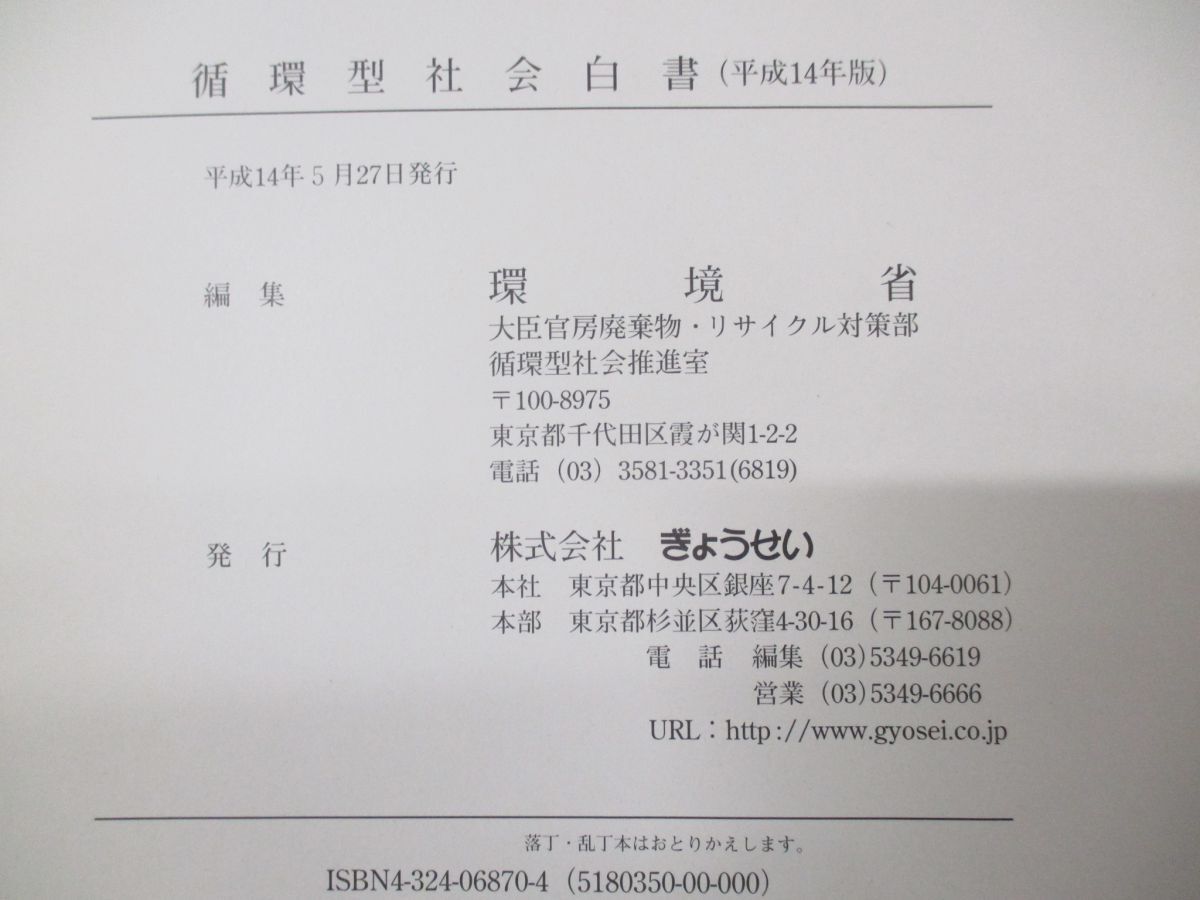 循環型社会白書（平成14年版）
平成14年5月27日発行
編集 環境省
大臣官房廃棄物・リサイクル対策部
循環型社会推進室
〒100-8975
東京都千代田区霞が関1-2-2
電話（03）3581-3351(6819)
発行 株式会社 ぎょうせい
本社 東京都中央区銀座7-4-12（〒104-0061）
本部 東京都杉並区荻窪4-30-16（〒167-8088）
電話 編集（03）5349-6619
営業（03）5349-6666
URL：http://www.gyosei.co.jp
落丁・乱丁本はおとりかえします。
ISBN4-324-06870-4（5180350-00-000）